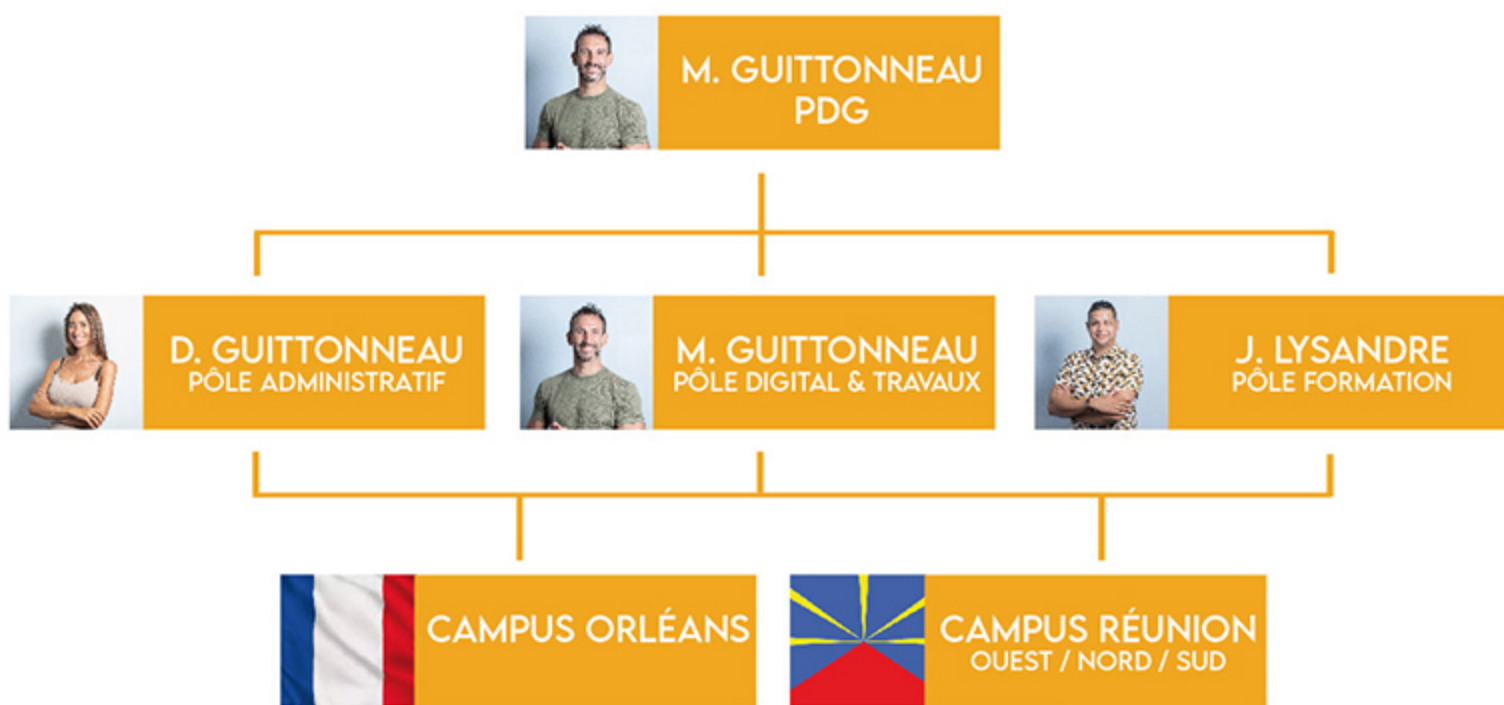 M. GUITTONNEAU
PDG
D. GUITTONNEAU
PÔLE ADMINISTRATIF
M. GUITTONNEAU
PÔLE DIGITAL & TRAVAUX
J. LYSANDRE
PÔLE FORMATION
CAMPUS ORLÉANS
CAMPUS RÉUNION
OUEST / NORD / SUD